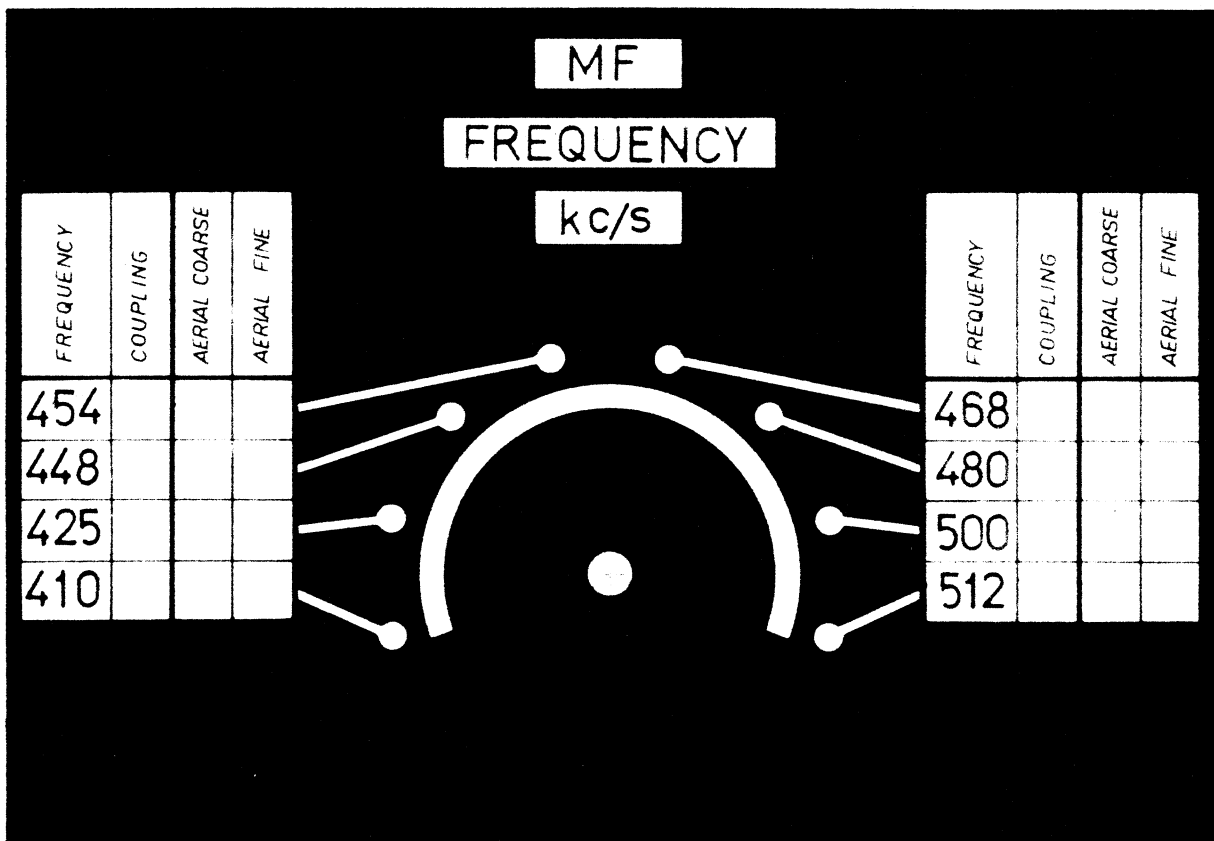 MF
FREQUENCY
kc/s
FREQUENCY COUPLING AERIAL COARSE AERIAL FINE
454
448
425
410
FREQUENCY COUPLING AERIAL COARSE AERIAL FINE
468
480
500
512